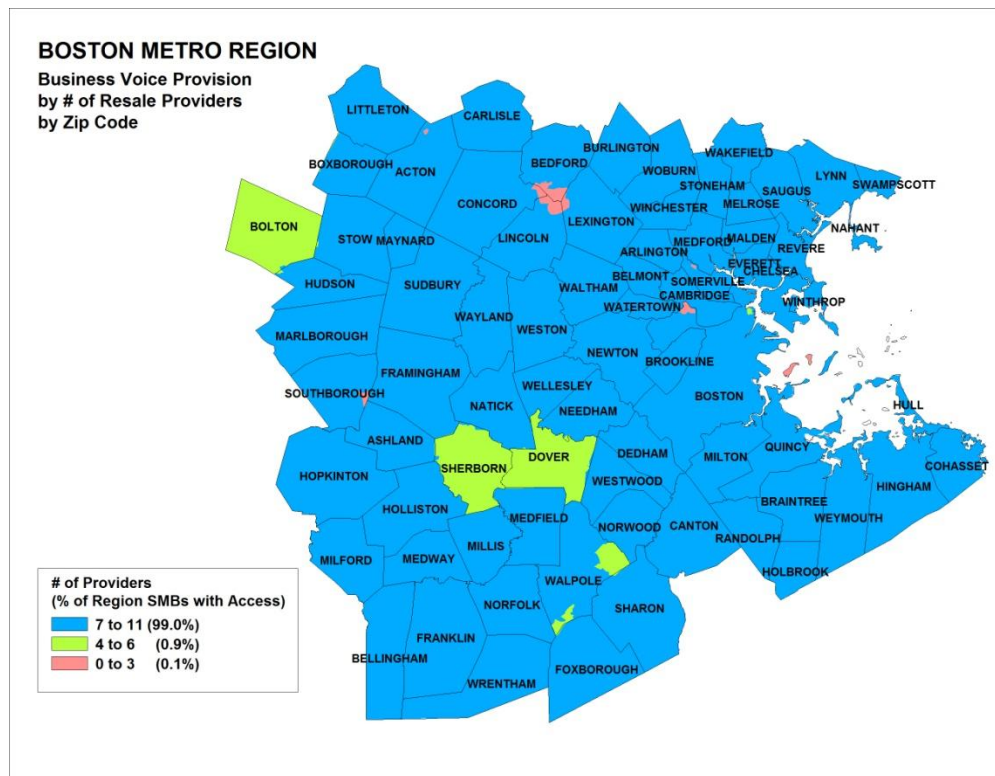 BOSTON METRO REGION
Business Voice Provision
by # of Resale Providers
by Zip Code
LITTLETON
CARLISLE
BOXBOROUGH
ACTON
BEDFORD
BURLINGTON
WOBURN
WAKEFIELD
STONEHAM
LYNN
SWAMPSCOTT
SAUGUS
MELROSE
CONCORD
WINCHESTER
LEXINGTON
BOLTON
NAHANT
STOW
MAYNARD
LINCOLN
ARLINGTON
MEDFORD
MALDEN
REVERE
EVERETT
CHELSEA
BELMONT
SOMERVILLE
HUDSON
SUDBURY
WALTHAM
CAMBRIDGE
WINTHROP
WATERTOWN
WAYLAND
WESTON
MARLBOROUGH
NEWTON
BROOKLINE
FRAMINGHAM
WELLESLEY
SOUTHBOROUGH
BOSTON
NATICK
NEEDHAM
HULL
ASHLAND
QUINCY
DEDHAM
MILTON
DOVER
SHERBORN
COHASSET
HOPKINTON
WESTWOOD
HINGHAM
BRAINTREE
HOLLISTON
MEDFIELD
WEYMOUTH
NORWOOD
CANTON
RANDOLPH
MILLIS
MILFORD
MEDWAY
HOLBROOK
WALPOLE
NORFOLK
SHARON
FRANKLIN
BELLINGHAM
FOXBOROUGH
WRENTHAM
# of Providers
(% of Region SMBs with Access)
7 to 11 (99.0%)
4 to 6 (0.9%)
0 to 3 (0.1%)